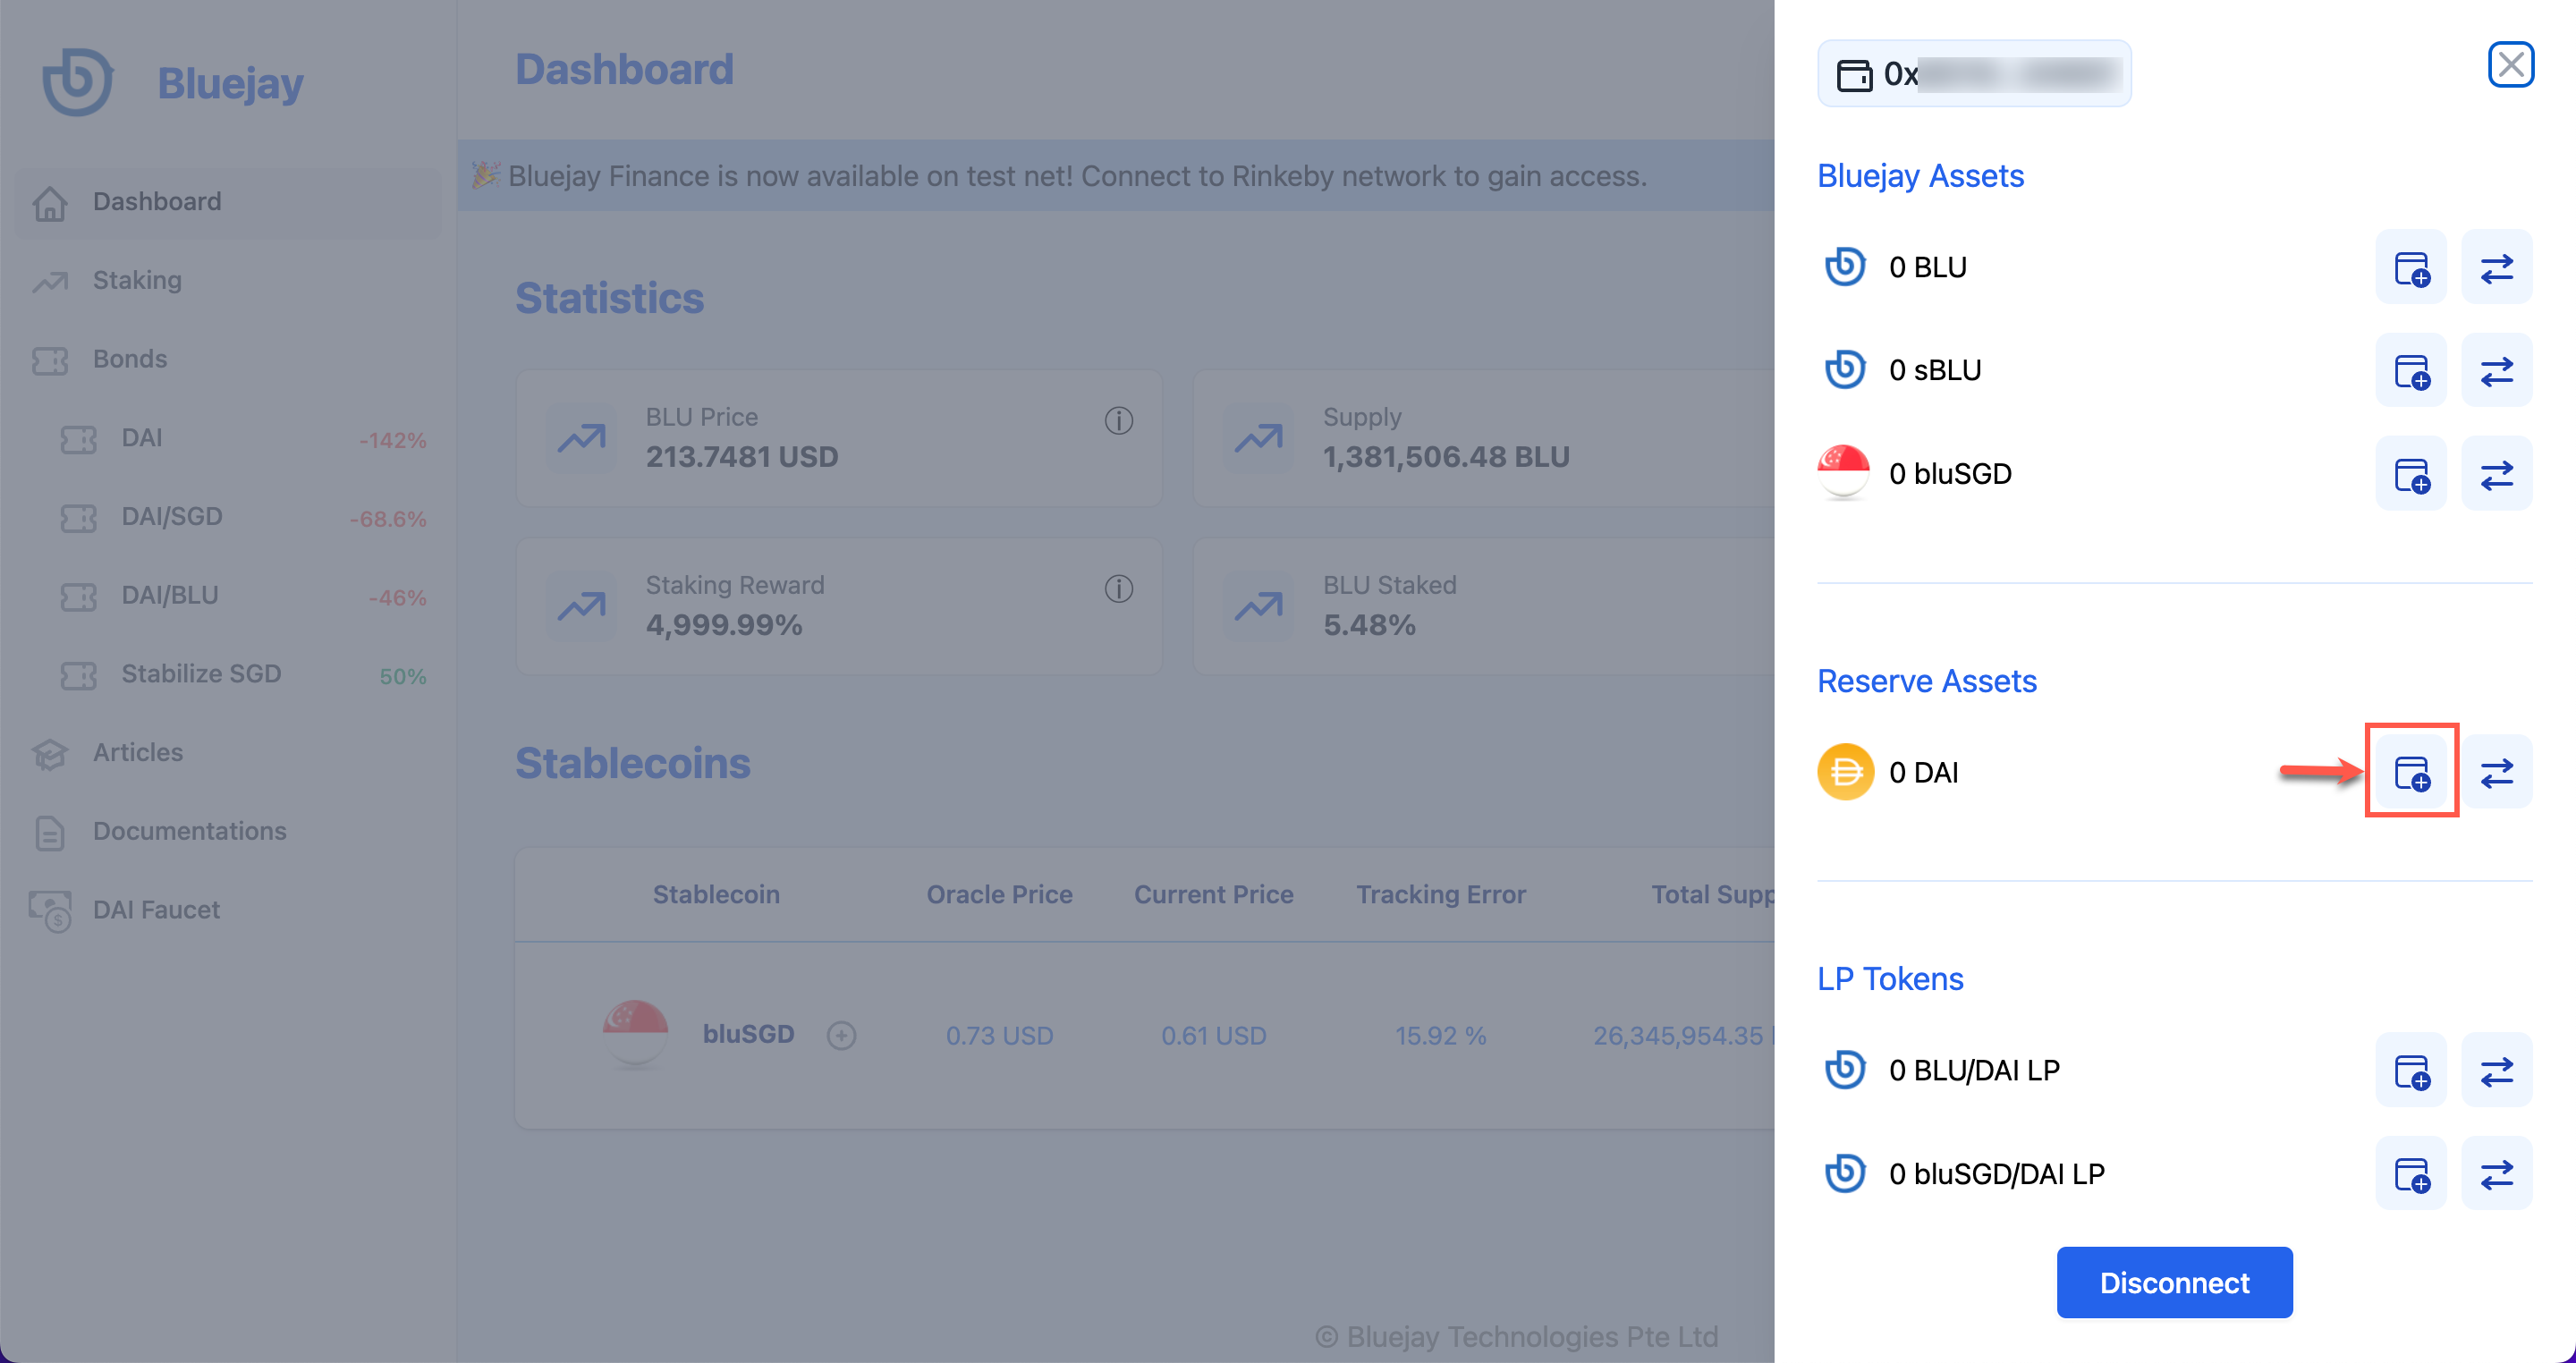 Bluejay
Dashboard
Staking
Bonds
DAI -142%
DAI/SGD -68.6%
DAI/BLU -46%
Stabilize SGD 50%
Articles
Documentations
DAI Faucet
Dashboard
🎉 Bluejay Finance is now available on test net! Connect to Rinkeby network to gain access.
Statistics
BLU Price
213.7481 USD
Supply
1,381,506.48 BLU
Staking Reward
4,999.99%
BLU Staked
5.48%
Stablecoins
Stablecoin Oracle Price Current Price Tracking Error Total Supp
bluSGD 0.73 USD 0.61 USD 15.92 % 26,345,954.35
© Bluejay Technologies Pte Ltd
0x
Bluejay Assets
0 BLU
0 sBLU
0 bluSGD
Reserve Assets
0 DAI
LP Tokens
0 BLU/DAI LP
0 bluSGD/DAI LP
Disconnect